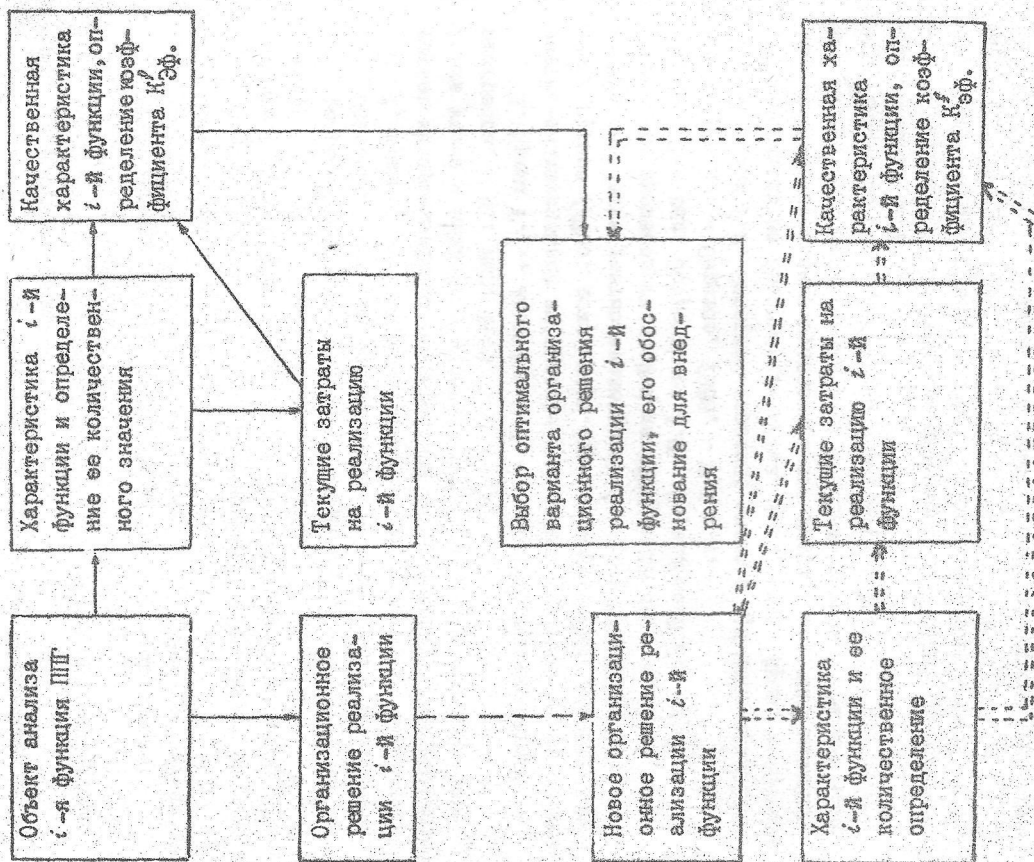 Объект анализа
i-я функция ППГ
Характеристика i-й
функции и определе-
ние ее количествен-
ного значения
Качественная
характеристика
i-й функции, оп-
ределение коэф-
фициента K эф.
Организационное
решение реализа-
ции i-й функции
Текущие затраты
на реализацию
i-й функции
Новое организаци-
онное решение ре-
ализации i-й
функции
Выбор оптимального
варианта организа-
ционного решения
реализации i-й
функции, его обос-
нование для внед-
рения
Характеристика
i-й функции и ее
количественное
определение
Текущие затраты на
реализацию i-й
функции
Качественная ха-
рактеристика
i-й функции, оп-
ределение коэф-
фициента K эф.